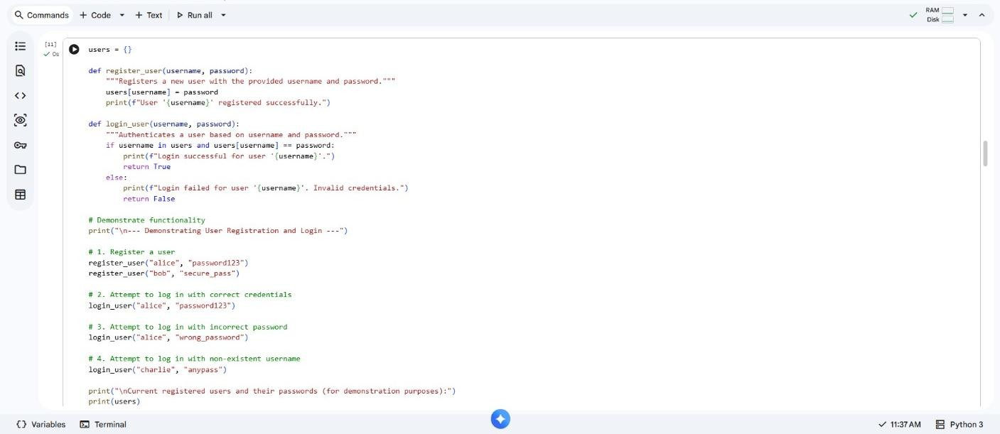 Commands + Code + Text Run all
RAM
Disk
[11]
0s
users = {}
def register_user(username, password):
    """Registers a new user with the provided username and password."""
    users[username] = password
    print(f"User '{username}' registered successfully.")
def login_user(username, password):
    """Authenticates a user based on username and password."""
    if username in users and users[username] == password:
        print(f"Login successful for user '{username}'.")
        return True
    else:
        print(f"Login failed for user '{username}'. Invalid credentials.")
        return False
# Demonstrate functionality
print("\n--- Demonstrating User Registration and Login ---")
# 1. Register a user
register_user("alice", "password123")
register_user("bob", "secure_pass")
# 2. Attempt to log in with correct credentials
login_user("alice", "password123")
# 3. Attempt to log in with incorrect password
login_user("alice", "wrong_password")
# 4. Attempt to log in with non-existent username
login_user("charlie", "anypass")
print("\nCurrent registered users and their passwords (for demonstration purposes):")
print(users)
{} Variables Terminal 11:37 AM Python 3